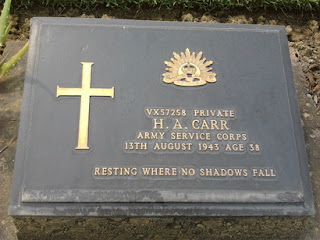 VX57258 PRIVATE
H. A. CARR
ARMY SERVICE CORPS
13TH AUGUST 1943 AGE 38
RESTING WHERE NO SHADOWS FALL